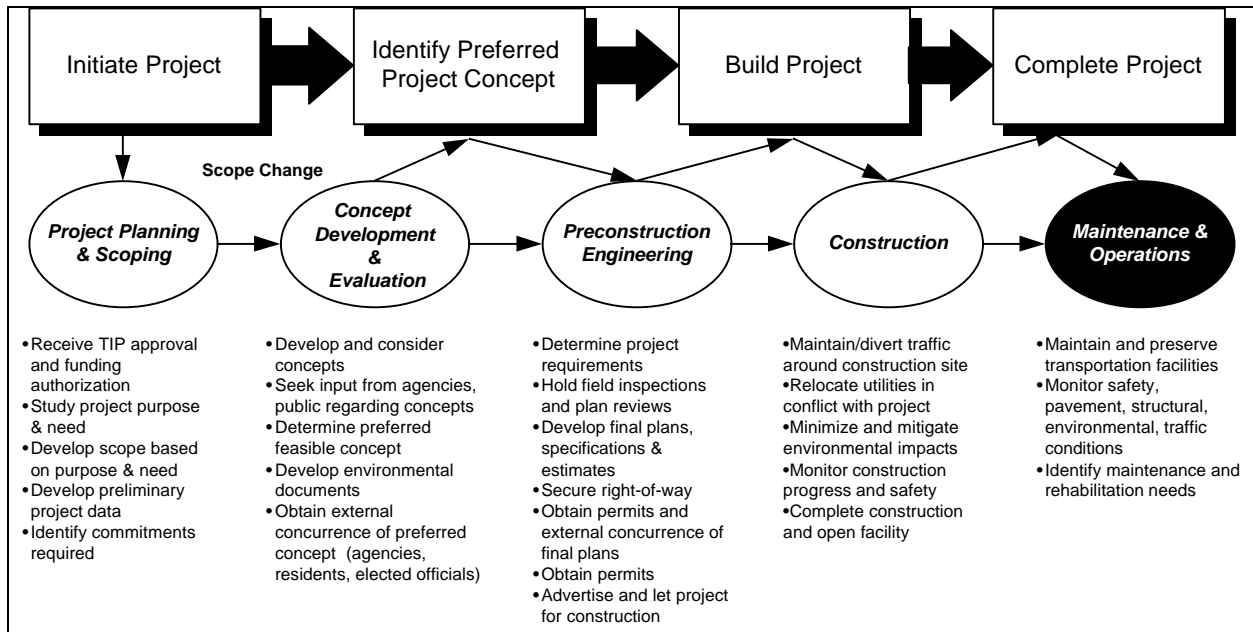 Initiate Project
Identify Preferred
Project Concept
Build Project
Complete Project
Scope Change
Project Planning
& Scoping
Concept
Development
&
Evaluation
Preconstruction
Engineering
Construction
Maintenance &
Operations
•Receive TIP approval
and funding
authorization
•Study project purpose
& need
•Develop scope based
on purpose & need
•Develop preliminary
project data
•Identify commitments
required
•Develop and consider
concepts
•Seek input from agencies,
public regarding concepts
•Determine preferred
feasible concept
•Develop environmental
documents
•Obtain external
concurrence of preferred
concept (agencies,
residents, elected officials)
•Determine project
requirements
•Hold field inspections
and plan reviews
•Develop final plans,
specifications &
estimates
•Secure right-of-way
•Obtain permits and
external concurrence of
final plans
•Obtain permits
•Advertise and let project
for construction
•Maintain/divert traffic
around construction site
•Relocate utilities in
conflict with project
•Minimize and mitigate
environmental impacts
•Monitor construction
progress and safety
•Complete construction
and open facility
•Maintain and preserve
transportation facilities
•Monitor safety,
pavement, structural,
environmental, traffic
conditions
•Identify maintenance and
rehabilitation needs